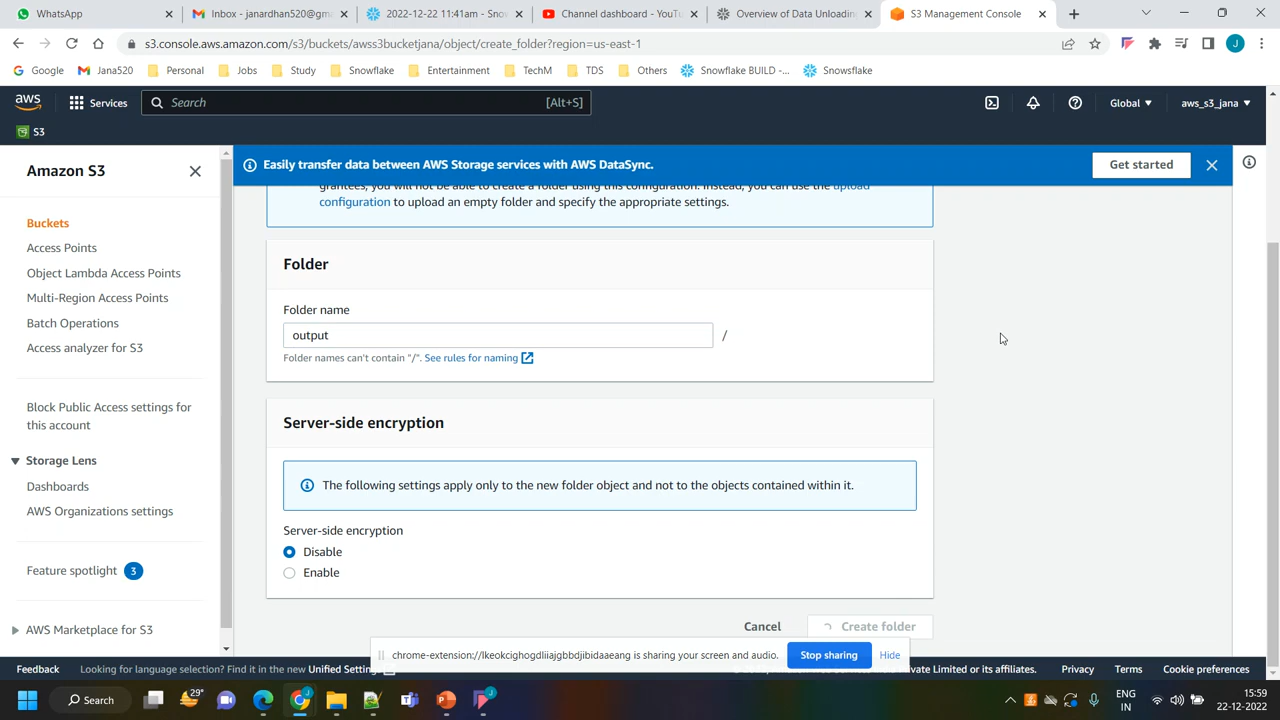 WhatsApp
Inbox - janardhan520@gm
2022-12-22 11:41am - Snow
Channel dashboard - YouTu
Overview of Data Unloading
S3 Management Console
s3.console.aws.amazon.com/s3/buckets/awss3bucketjana/object/create_folder?region=us-east-1
J
Google
Jana520
Personal
Jobs
Study
Snowflake
Entertainment
TechM
TDS
Others
Snowflake BUILD -...
Snowsflake
aws
Services
Search
[Alt+S]
Global
aws_s3_jana
S3
Amazon S3
Easily transfer data between AWS Storage services with AWS DataSync.
Get started
grantees, you will not be able to create a folder using this configuration. Instead, you can use the upload
configuration to upload an empty folder and specify the appropriate settings.
Buckets
Access Points
Object Lambda Access Points
Multi-Region Access Points
Batch Operations
Access analyzer for S3
Block Public Access settings for
this account
Storage Lens
Dashboards
AWS Organizations settings
Feature spotlight 3
AWS Marketplace for S3
Folder
Folder name
output /
Folder names can't contain "/". See rules for naming
Server-side encryption
The following settings apply only to the new folder object and not to the objects contained within it.
Server-side encryption
Disable
Enable
Cancel
Create folder
chrome-extension://lkeokcighogdliiajgbbdjibidaaeang is sharing your screen and audio.
Stop sharing
Hide
Feedback
Looking for language selection? Find it in the new Unified Setting
Private Limited or its affiliates.
Privacy
Terms
Cookie preferences
Search
29°
ENG
IN
15:59
22-12-2022